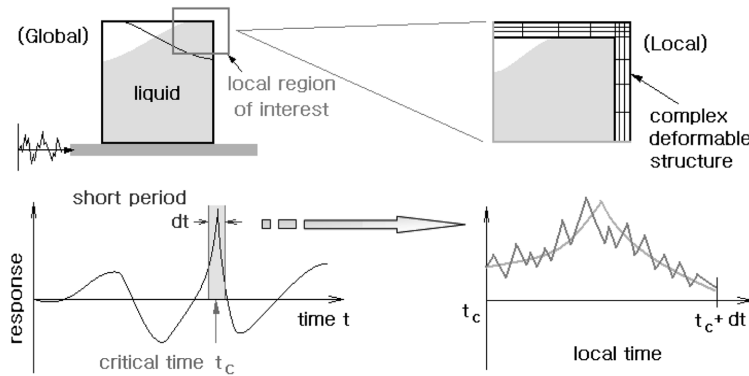 (Global)
liquid
local region
of interest
(Local)
complex
deformable
structure
short period
dt
response
time t
critical time t_c
t_c
t_c + dt
local time